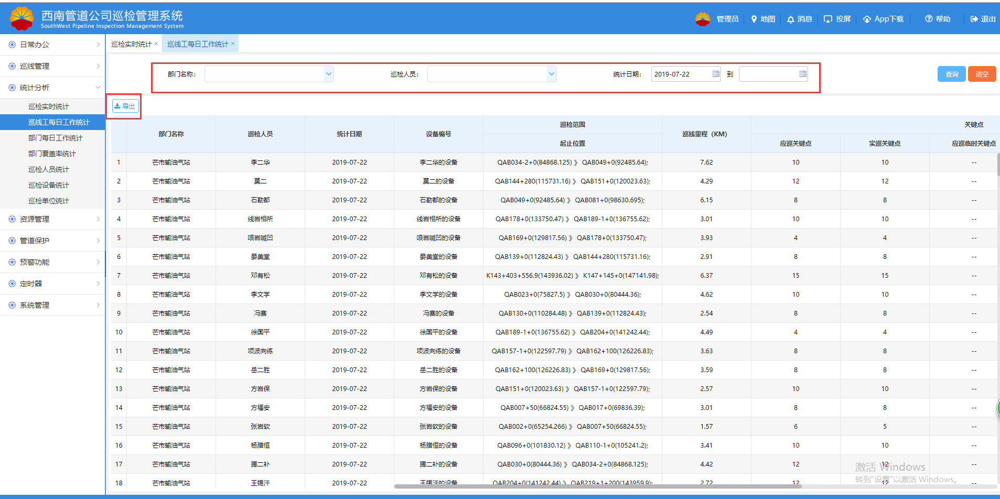 西南管道公司巡检管理系统
SouthWest Pipeline Inspection Management System
管理员 地图 消息 投屏 App下载 帮助 退出
日常办公
巡线管理
统计分析
巡检实时统计
巡线工每日工作统计
部门每日工作统计
部门覆盖率统计
巡检人员统计
巡检设备统计
巡检单位统计
资源管理
管道保护
预警功能
定时器
系统管理
巡检实时统计 × 巡线工每日工作统计 ×
部门名称： 巡检人员： 统计日期： 2019-07-22 到 查询 清空
导出
部门名称 巡检人员 统计日期 设备编号 巡检范围 巡线里程（KM） 关键点
起止位置 应巡关键点 实巡关键点 应巡临时关键点
1 芒市输油气站 李二华 2019-07-22 李二华的设备 QAB034-2+0(84868.125) 》 QAB049+0(92485.64); 7.62 10 10 --
2 芒市输油气站 莫二 2019-07-22 莫二的设备 QAB144+280(115731.16) 》 QAB151+0(120023.63); 4.29 12 12 --
3 芒市输油气站 石勒都 2019-07-22 石勒都的设备 QAB049+0(92485.64) 》 QAB081+0(98630.695); 6.15 8 8 --
4 芒市输油气站 线岩相所 2019-07-22 线岩相所的设备 QAB178+0(133750.47) 》 QAB189-1+0(136755.62); 3.01 10 10 --
5 芒市输油气站 哏岩喊凹 2019-07-22 哏岩喊凹的设备 QAB169+0(129817.56) 》 QAB178+0(133750.47); 3.93 4 4 --
6 芒市输油气站 晏美堂 2019-07-22 晏美堂的设备 QAB139+0(112824.43) 》 QAB144+280(115731.16); 2.91 8 8 --
7 芒市输油气站 邓有松 2019-07-22 邓有松的设备 K143+403+556.9(143936.02) 》 K147+145+0(147141.98); 6.37 15 15 --
8 芒市输油气站 李文学 2019-07-22 李文学的设备 QAB023+0(75827.5) 》 QAB030+0(80444.36); 4.62 10 10 --
9 芒市输油气站 冯赛 2019-07-22 冯赛的设备 QAB130+0(110284.48) 》 QAB139+0(112824.43); 2.54 8 8 --
10 芒市输油气站 徐国平 2019-07-22 徐国平的设备 QAB189-1+0(136755.62) 》 QAB204+0(141242.44); 4.49 4 4 --
11 芒市输油气站 项波向练 2019-07-22 项波向练的设备 QAB157-1+0(122597.79) 》 QAB162+100(126226.83); 3.63 8 8 --
12 芒市输油气站 岳二胜 2019-07-22 岳二胜的设备 QAB162+100(126226.83) 》 QAB169+0(129817.56); 3.59 8 8 --
13 芒市输油气站 方岩保 2019-07-22 方岩保的设备 QAB151+0(120023.63) 》 QAB157-1+0(122597.79); 2.57 10 10 --
14 芒市输油气站 方福安 2019-07-22 方福安的设备 QAB007+50(66824.55) 》 QAB017+0(69836.39); 3.01 8 8 --
15 芒市输油气站 张岩软 2019-07-22 张岩软的设备 QAB002+0(65254.266) 》 QAB007+50(66824.55); 1.57 6 5 --
16 芒市输油气站 杨腊恒 2019-07-22 杨腊恒的设备 QAB096+0(101830.12) 》 QAB110-1+0(105241.2); 3.41 10 10 --
17 芒市输油气站 腾二补 2019-07-22 腾二补的设备 QAB030+0(80444.36) 》 QAB034-2+0(84868.125); 4.42 12 12 --
18 芒市输油气站 王锡汗 2019-07-22 王锡汗的设备 QAB204+0(141242.44) 》 QAB219+1+200(143959.9); 2.72 12 12 --
激活 Windows
转到"设置"以激活 Windows。